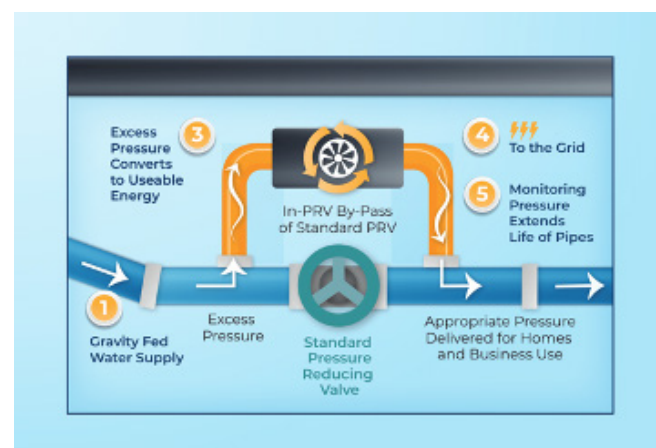 Excess
Pressure
Converts
to Useable
Energy
3
4
To the Grid
5
Monitoring
Pressure
Extends
Life of Pipes
In-PRV By-Pass
of Standard PRV
1
Gravity Fed
Water Supply
Excess
Pressure
Standard
Pressure
Reducing
Valve
Appropriate Pressure
Delivered for Homes
and Business Use